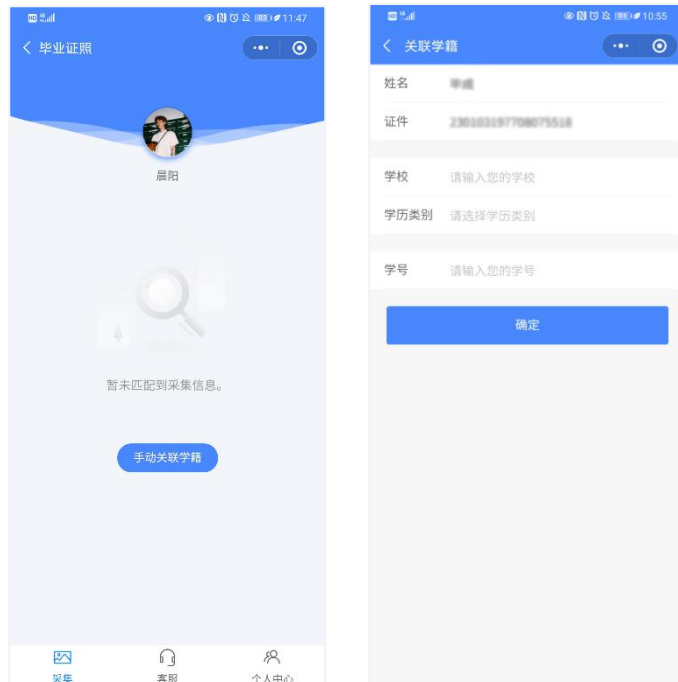 11:47
毕业证照
晨阳
暂未匹配到采集信息。
手动关联学籍
采集
客服
个人中心
10:55
关联学籍
姓名
证件
学校 请输入您的学校
学历类别 请选择学历类别
学号 请输入您的学号
确定